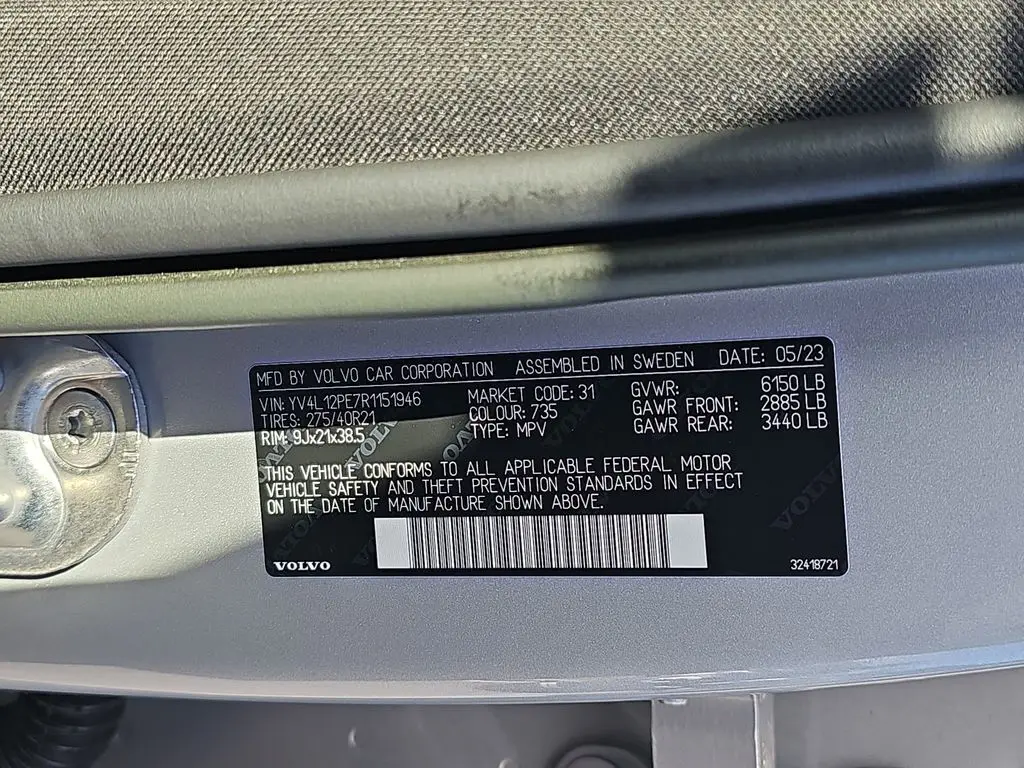 MFD BY VOLVO CAR CORPORATION ASSEMBLED IN SWEDEN DATE: 05/23
VIN: YV4L12PE7R1151946 MARKET CODE: 31 GVWR: 6150 LB
TIRES: 275/40R21 COLOUR: 735 GAWR FRONT: 2885 LB
RIM: 9Jx21x38.5 TYPE: MPV GAWR REAR: 3440 LB
THIS VEHICLE CONFORMS TO ALL APPLICABLE FEDERAL MOTOR
VEHICLE SAFETY AND THEFT PREVENTION STANDARDS IN EFFECT
ON THE DATE OF MANUFACTURE SHOWN ABOVE.
VOLVO 32418721